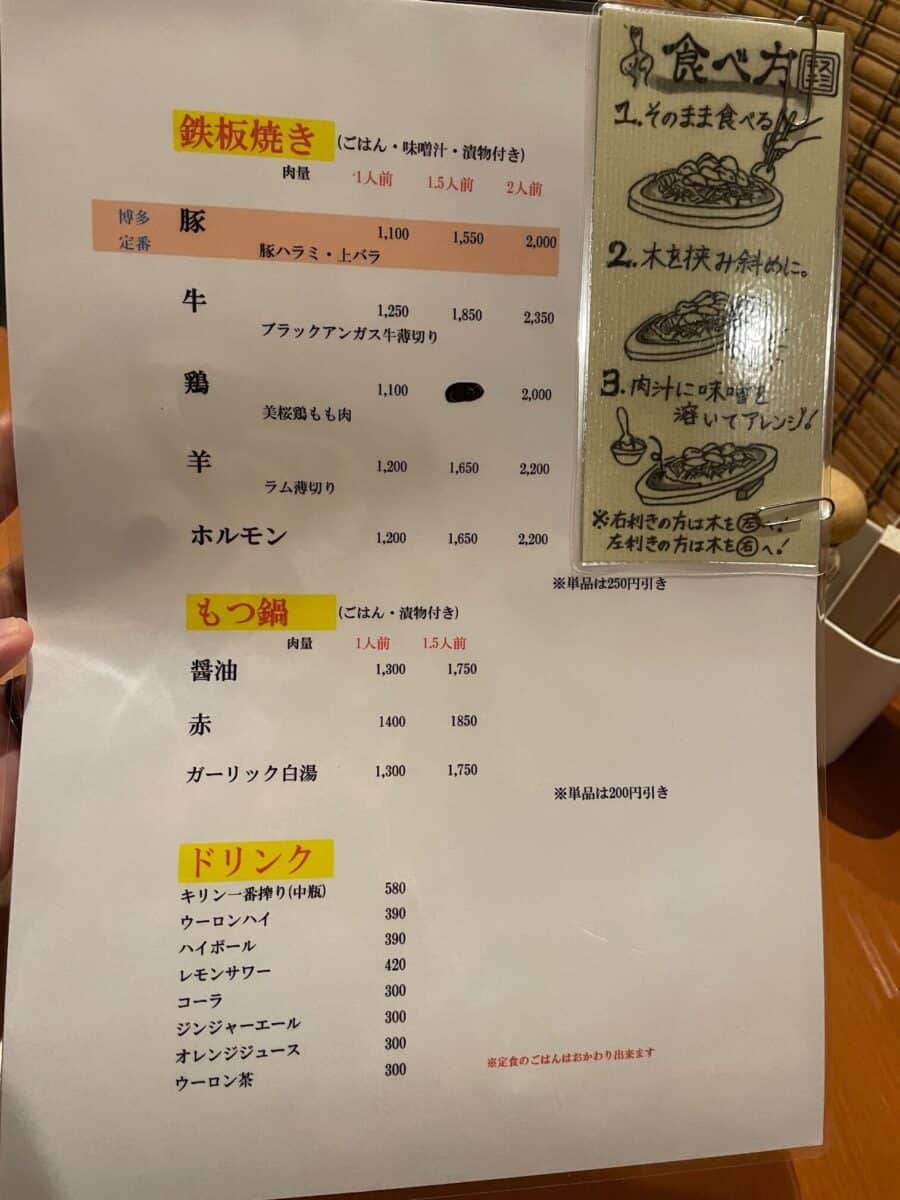 鉄板焼き (ごはん・味噌汁・漬物付き)
肉量 1人前 1.5人前 2人前
博多定番 豚 1,100 1,550 2,000
豚ハラミ・上バラ
牛 1,250 1,850 2,350
ブラックアンガス牛薄切り
鶏 1,100 2,000
美桜鶏もも肉
羊 1,200 1,650 2,200
ラム薄切り
ホルモン 1,200 1,650 2,200
※単品は250円引き
もつ鍋 (ごはん・漬物付き)
肉量 1人前 1.5人前
醤油 1,300 1,750
赤 1400 1850
ガーリック白湯 1,300 1,750
※単品は200円引き
ドリンク
キリン一番搾り(中瓶) 580
ウーロンハイ 390
ハイボール 390
レモンサワー 420
コーラ 300
ジンジャーエール 300
オレンジジュース 300
ウーロン茶 300
※定食のごはんはおかわり出来ます
食べ方
1.そのまま食べる
2.木を挟み斜めに。
3.肉汁に味噌を
溶いてアレンジ!
※右利きの方は木を左へ!
左利きの方は木を右へ!